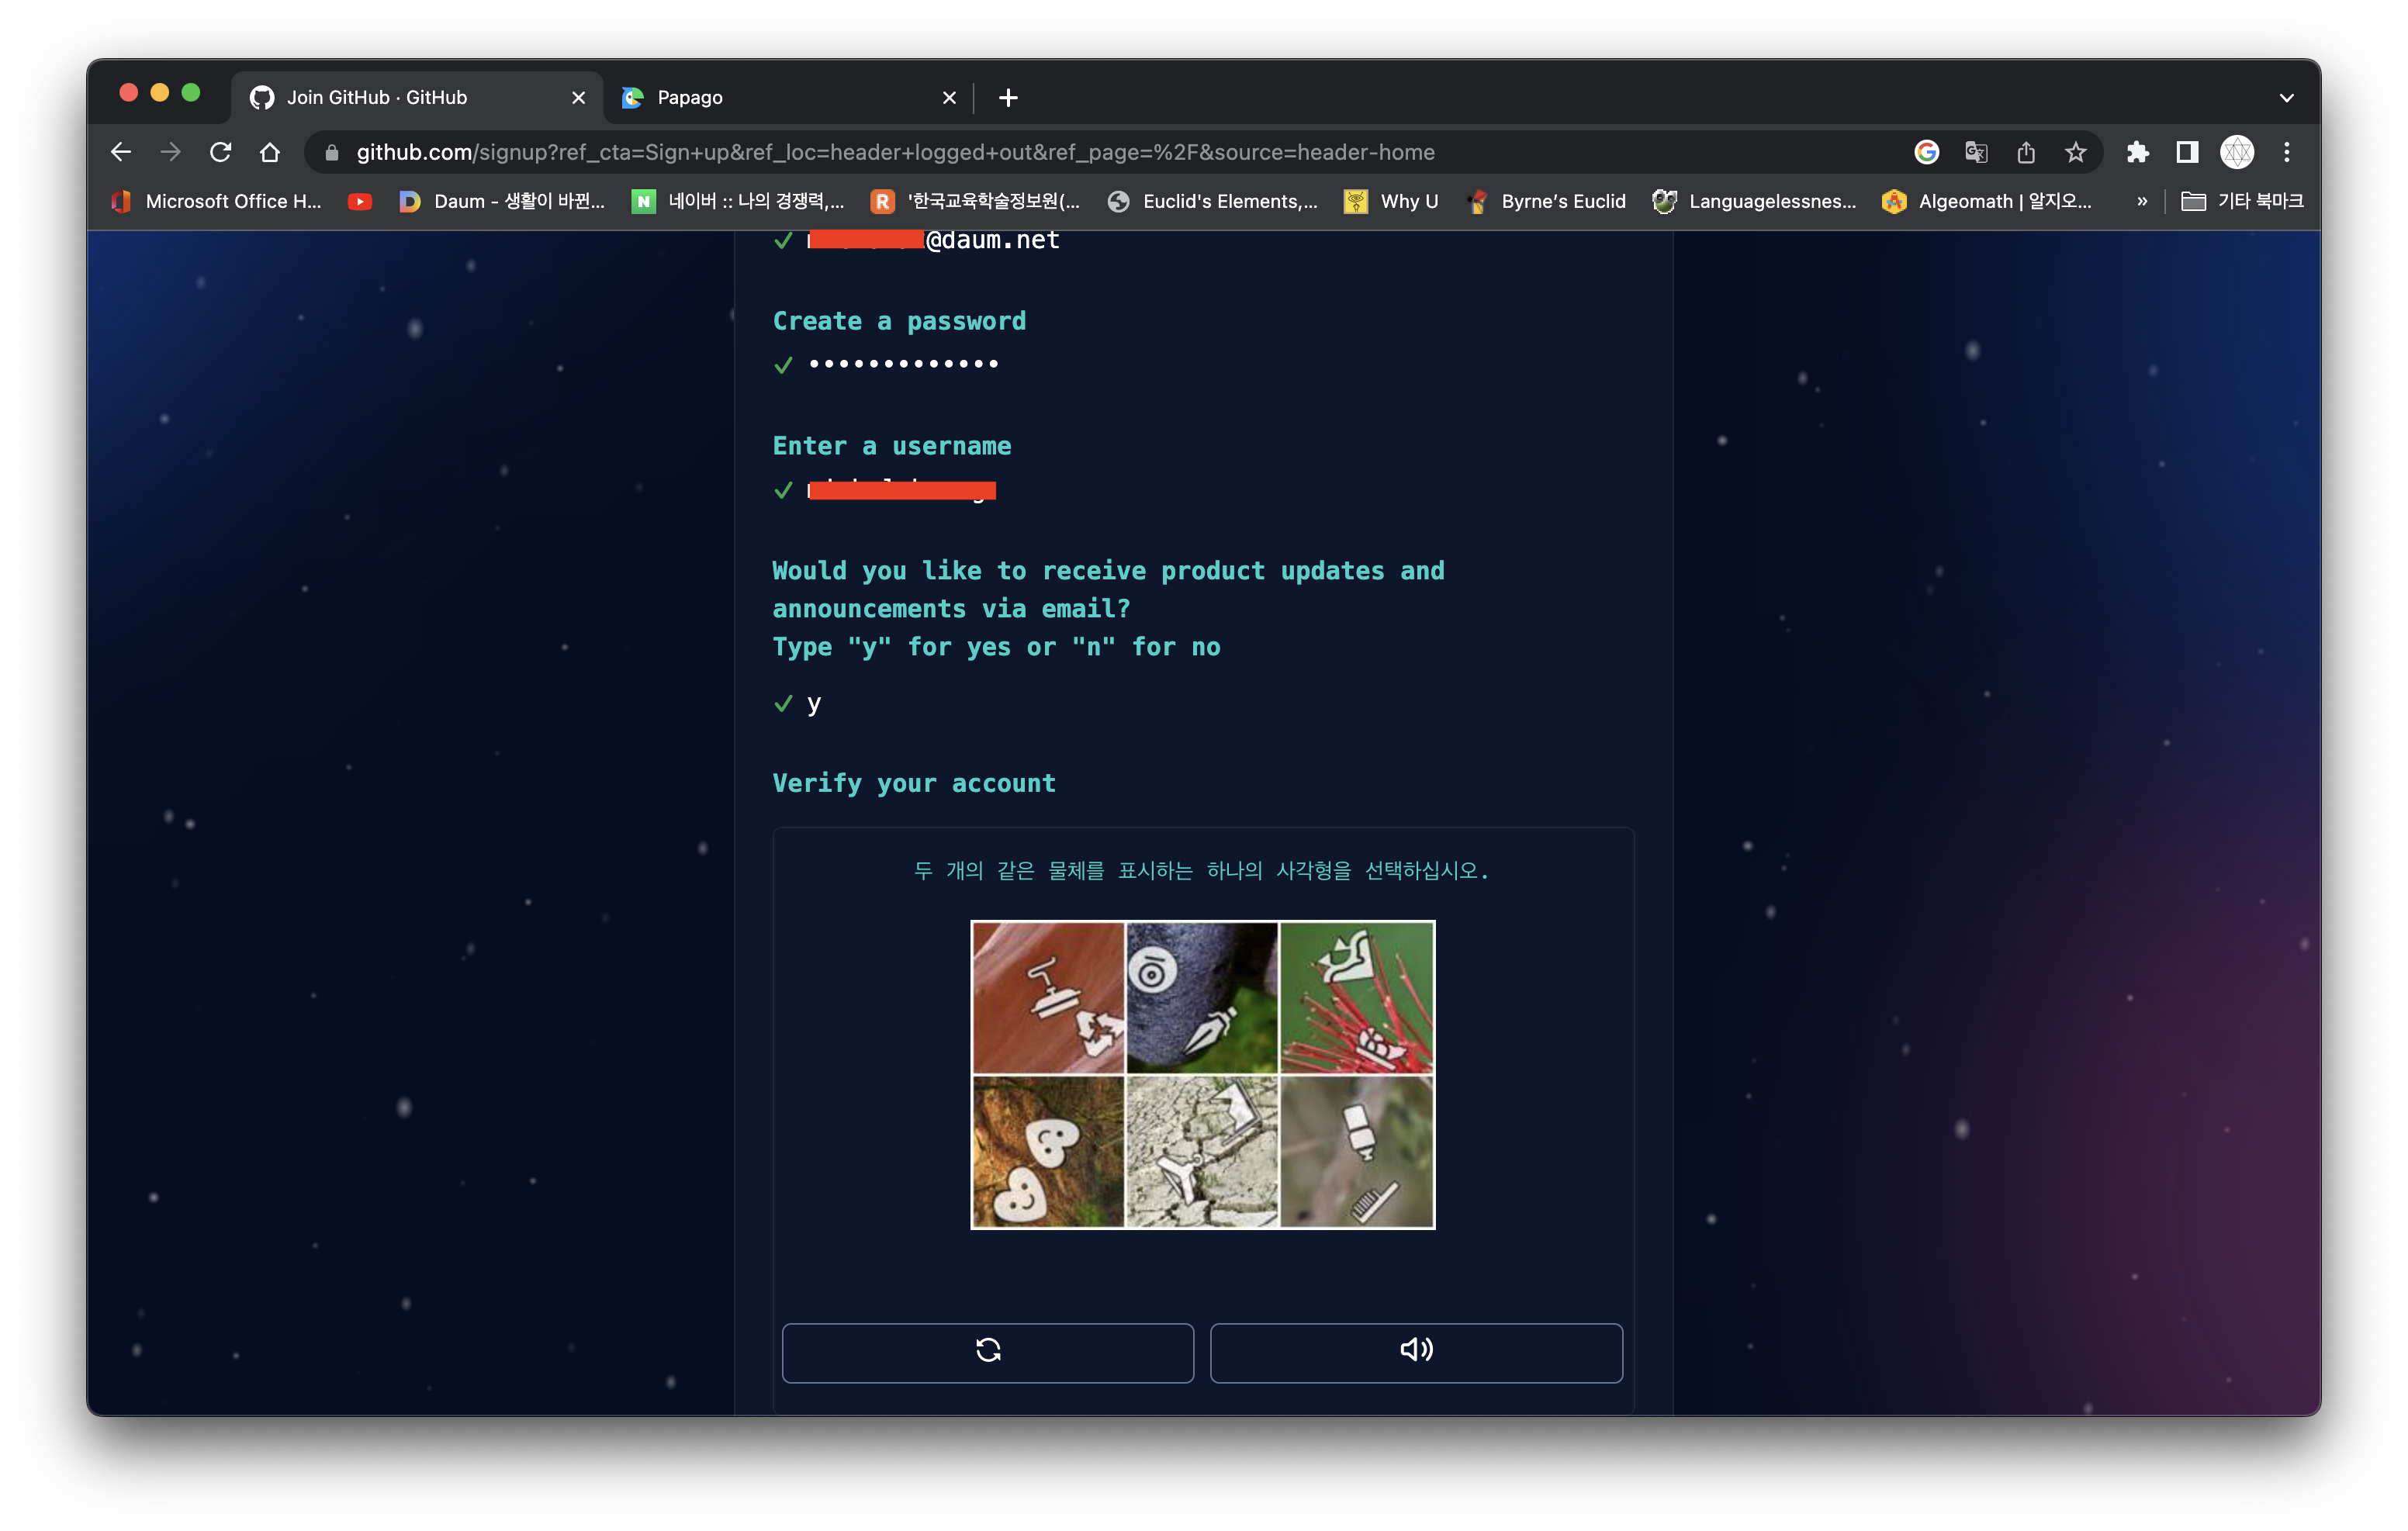 Join GitHub · GitHub
Papago
github.com/signup?ref_cta=Sign+up&ref_loc=header+logged+out&ref_page=%2F&source=header-home
Microsoft Office H...
Daum - 생활이 바뀐...
네이버 :: 나의 경쟁력,...
'한국교육학술정보원(...
Euclid's Elements,...
Why U
Byrne's Euclid
Languagelessnes...
Algeomath | 알지오...
»
기타 북마크
@daum.net
Create a password
•••••••••••••
Enter a username
Would you like to receive product updates and
announcements via email?
Type "y" for yes or "n" for no
y
Verify your account
두 개의 같은 물체를 표시하는 하나의 사각형을 선택하십시오.